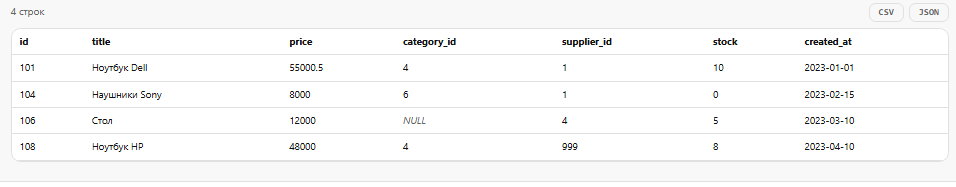 4 строк CSV JSON
id title price category_id supplier_id stock created_at
101 Ноутбук Dell 55000.5 4 1 10 2023-01-01
104 Наушники Sony 8000 6 1 0 2023-02-15
106 Стол 12000 NULL 4 5 2023-03-10
108 Ноутбук HP 48000 4 999 8 2023-04-10